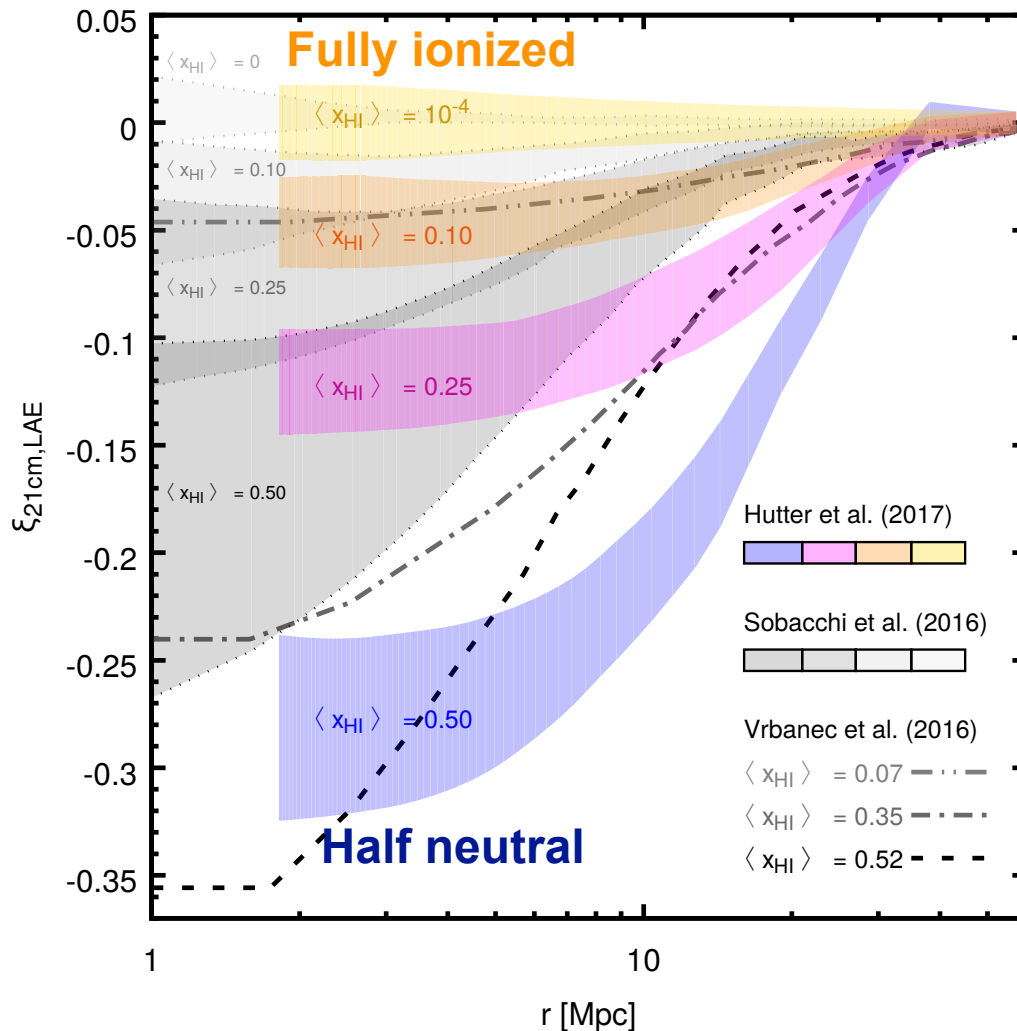 0.05
0
-0.05
-0.1
-0.15
-0.2
-0.25
-0.3
-0.35
ξ21cm,LAE
Fully ionized
⟨ xHI ⟩ = 0
⟨ xHI ⟩ = 10-4
⟨ xHI ⟩ = 0.10
⟨ xHI ⟩ = 0.10
⟨ xHI ⟩ = 0.25
⟨ xHI ⟩ = 0.25
⟨ xHI ⟩ = 0.50
⟨ xHI ⟩ = 0.50
Half neutral
Hutter et al. (2017)
Sobacchi et al. (2016)
Vrbanec et al. (2016)
⟨ xHI ⟩ = 0.07
⟨ xHI ⟩ = 0.35
⟨ xHI ⟩ = 0.52
1
10
r [Mpc]